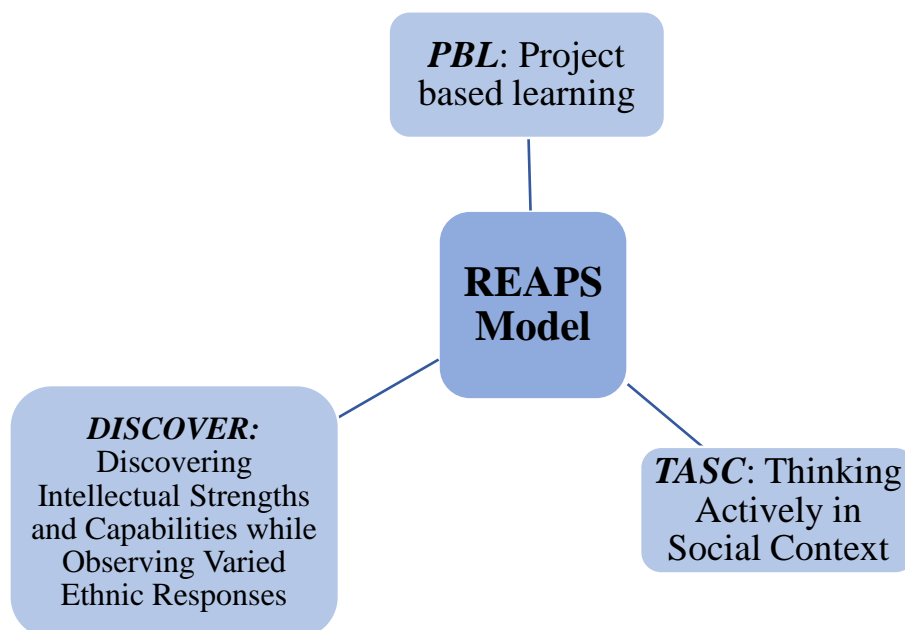 PBL: Project
based learning
REAPS
Model
DISCOVER:
Discovering
Intellectual Strengths
and Capabilities while
Observing Varied
Ethnic Responses
TASC: Thinking
Actively in
Social Context